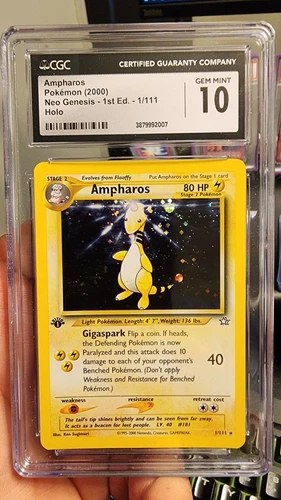 CGC CERTIFIED GUARANTY COMPANY
Ampharos
Pokémon (2000)
Neo Genesis - 1st Ed. - 1/111
Holo
3879992007
GEM MINT
10
STAGE 2 Evolves from Flaaffy Put Ampharos on the Stage 1 card
Ampharos 80 HP
Stage 2 Pokémon
Light Pokémon. Length: 4' 7", Weight: 136 lbs.
Gigaspark Flip a coin. If heads,
the Defending Pokémon is now
Paralyzed and this attack does 10
damage to each of your opponent's
Benched Pokémon. (Don't apply
Weakness and Resistance for Benched
Pokémon.)
40
weakness resistance retreat cost
The tail's tip shines brightly and can be seen from far away.
It acts as a beacon for lost people. LV. 40 #181
Illus. Ken Sugimori ©1995-2000 Nintendo, Creatures, GAMEFREAK. 1/111